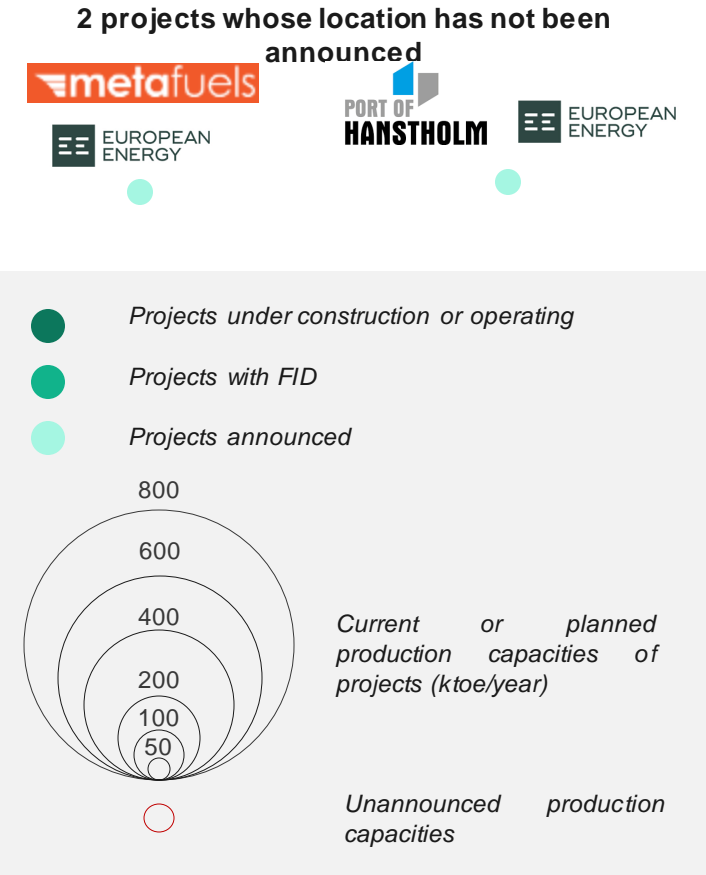 2 projects whose location has not been
announced
metafuels
PORT OF
HANSTHOLM
EUROPEAN
ENERGY
EUROPEAN
ENERGY
Projects under construction or operating
Projects with FID
Projects announced
800
600
400
200
100
50
Current or planned
production capacities of
projects (ktoe/year)
Unannounced production
capacities